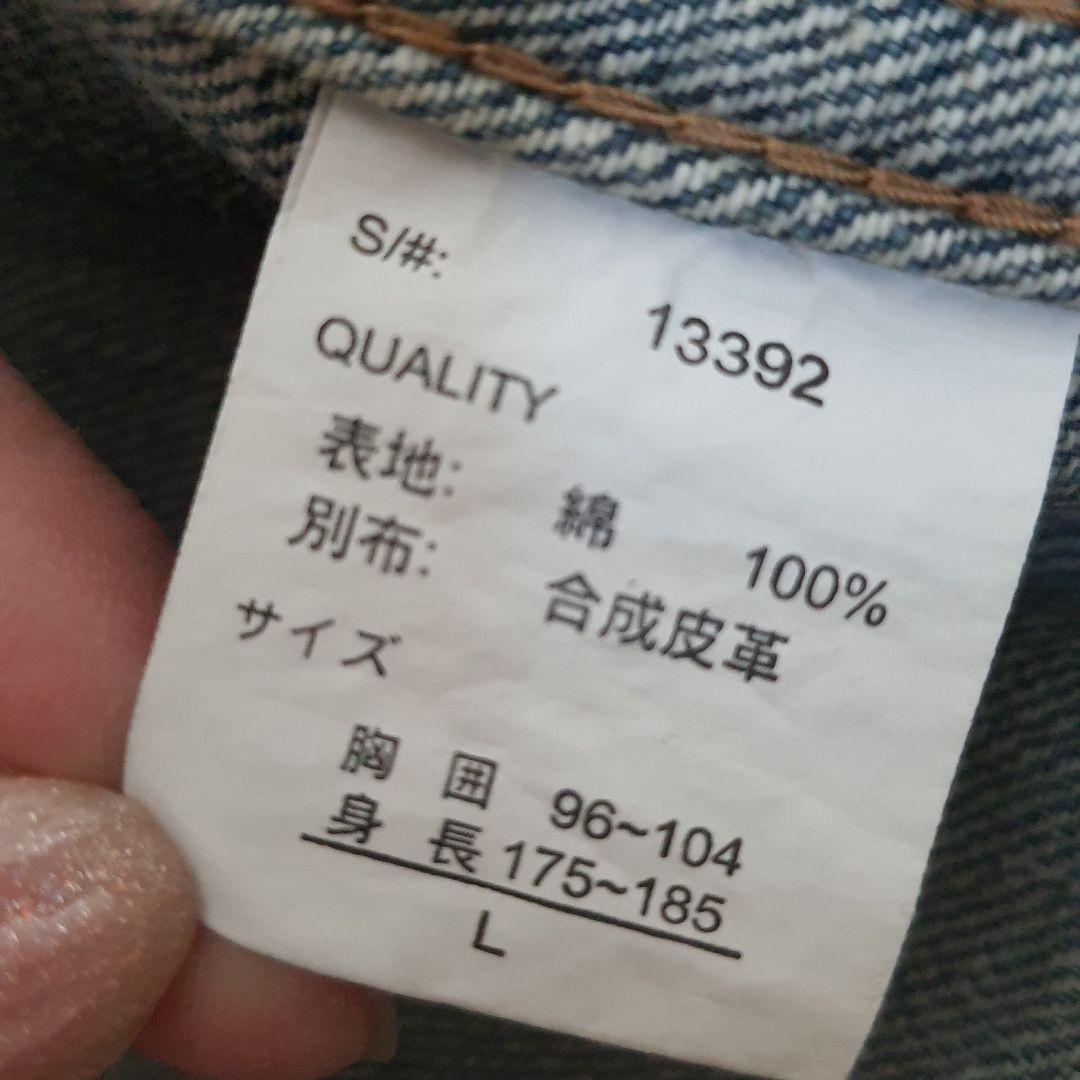 S/#: 13392
QUALITY
表地: 綿 100%
別布: 合成皮革
サイズ
胸 囲 96~104
身 長 175~185
L